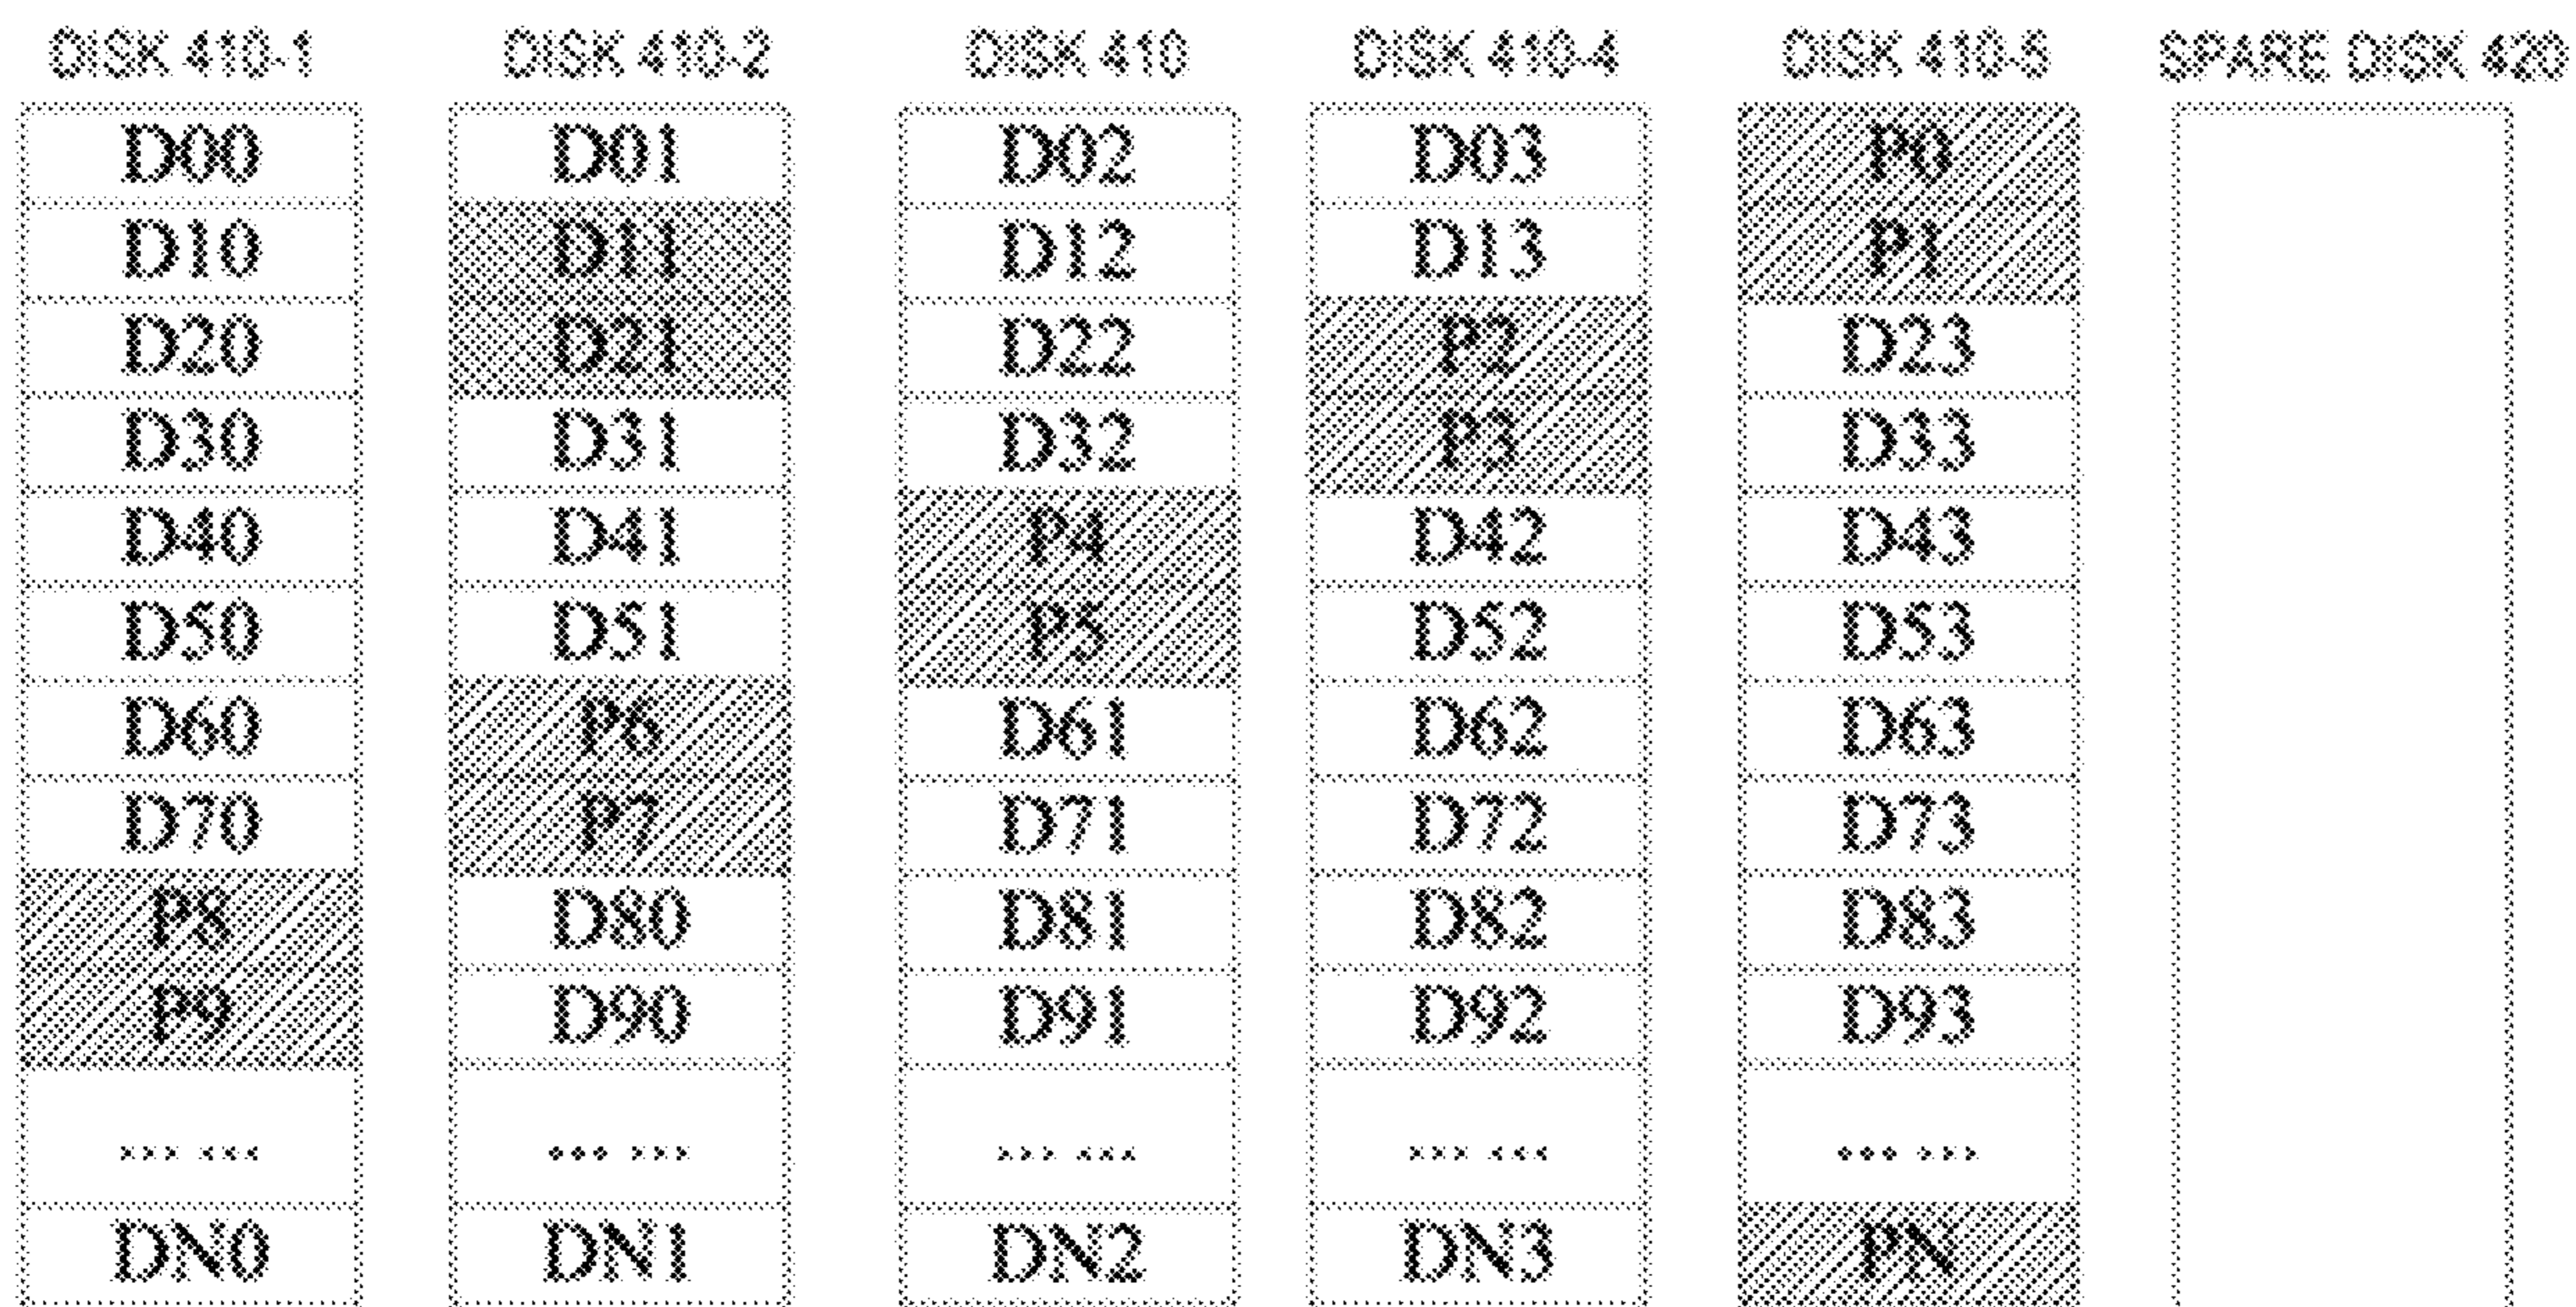 DISK 410-1 DISK 410-2 DISK 410 DISK 410-4 DISK 410-5 SPARE DISK 420
D00 D01 D02 D03 P0
D10 D11 D12 D13 P1
D20 D21 D22 P2 D23
D30 D31 D32 P3 D33
D40 D41 P4 D42 D43
D50 D51 P5 D52 D53
D60 P6 D61 D62 D63
D70 P7 D71 D72 D73
P8 D80 D81 D82 D83
P9 D90 D91 D92 D93
... ... ... ... ... ... ... ... ... ...
DN0 DN1 DN2 DN3 PN